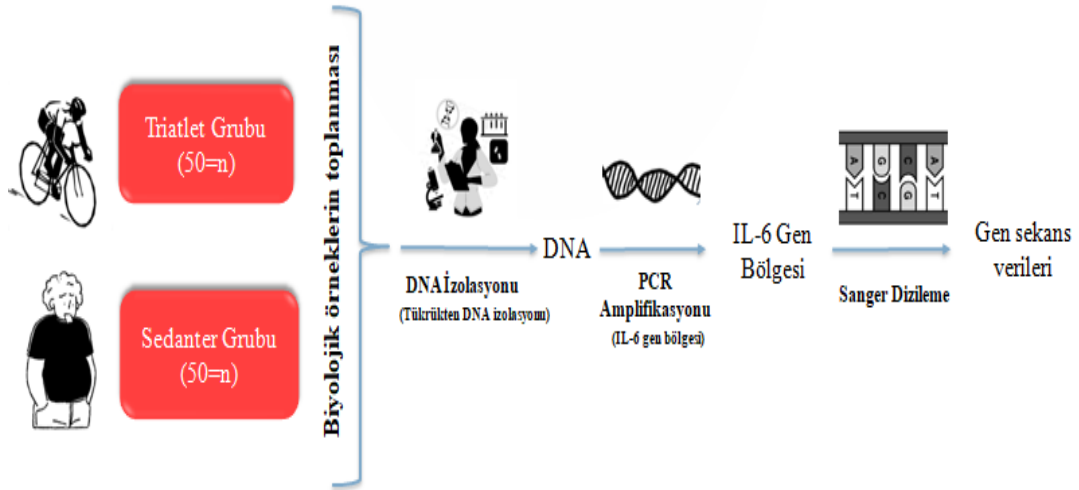 Triatlet Grubu
(50=n)
Sedanter Grubu
(50=n)
Biyolojik örneklerin toplanması
DNA İzolasyonu
(Tükrükten DNA izolasyonu)
DNA
PCR
Amplifikasyonu
(IL-6 gen bölgesi)
IL-6 Gen
Bölgesi
A G C A
T C G T
Sanger Dizileme
Gen sekans
verileri